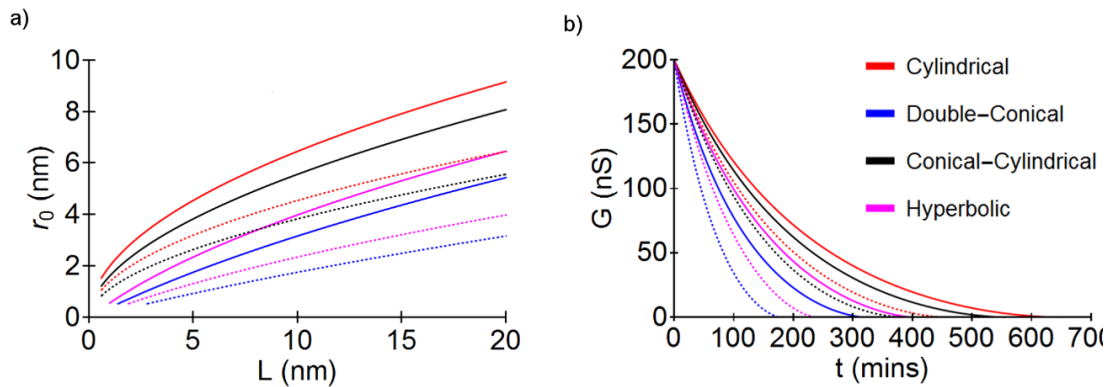 a)
r0 (nm)
10
8
6
4
2
0
0 5 10 15 20
L (nm)
b)
G (nS)
200
150
100
50
0
0 100 200 300 400 500 600 700
t (mins)
Cylindrical
Double-Conical
Conical-Cylindrical
Hyperbolic